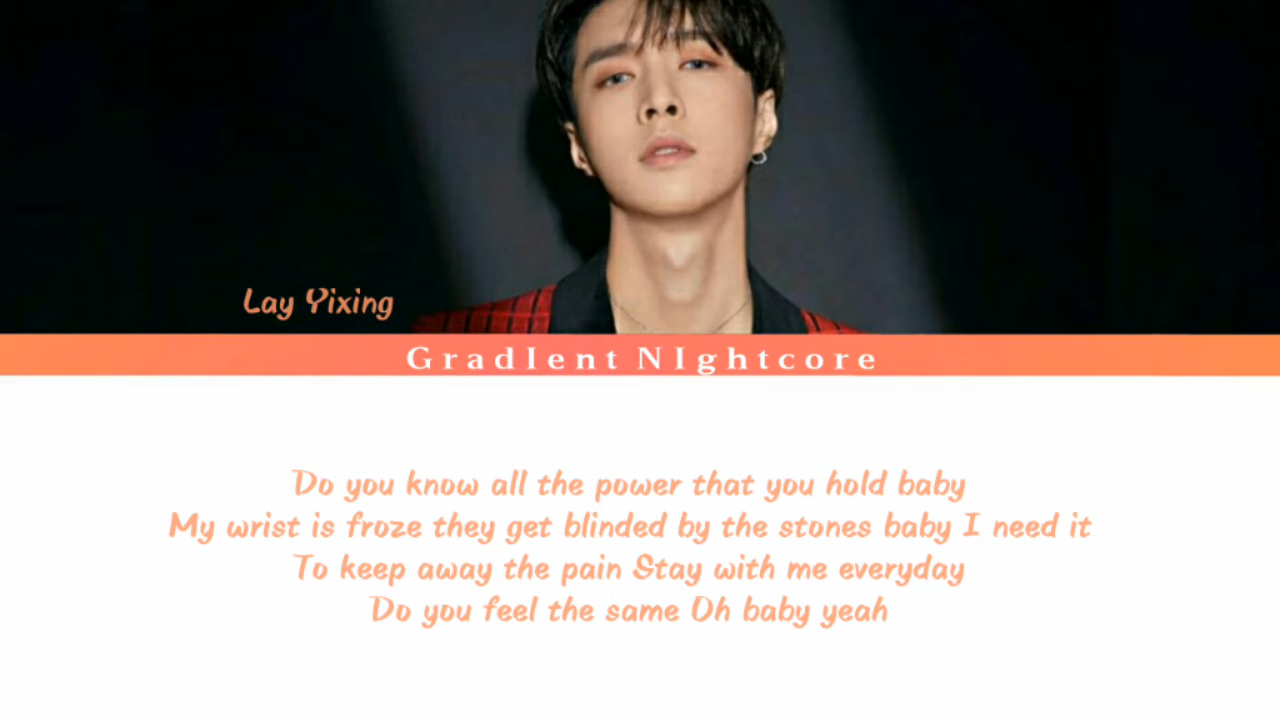 Lay Yixing
GradIent NIghtcore
Do you know all the power that you hold baby
My wrist is froze they get blinded by the stones baby I need it
To keep away the pain Stay with me everyday
Do you feel the same Oh baby yeah